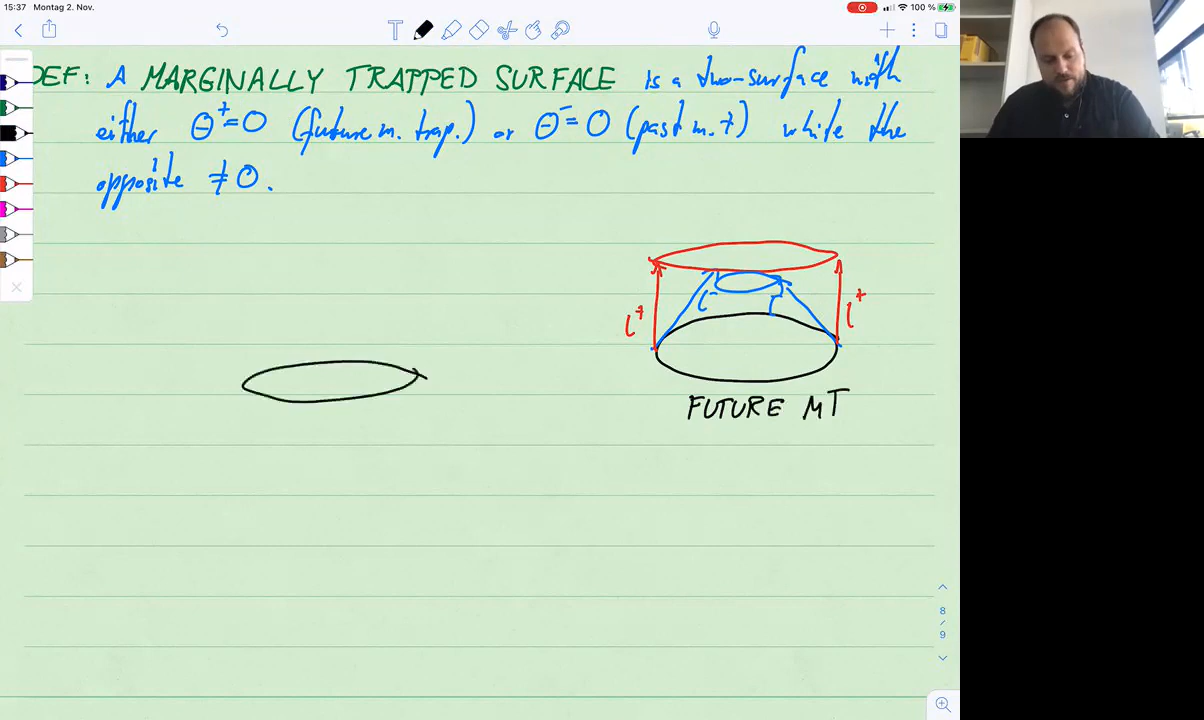 15:37 Montag 2. Nov.
100 %
DEF: A MARGINALLY TRAPPED SURFACE is a two-surface with
either Θ⁺=0 (future m. trap.) or Θ⁻=0 (past m. t) while the
opposite ≠0.
l⁻
l⁺ l⁺
FUTURE MT
8
/
9